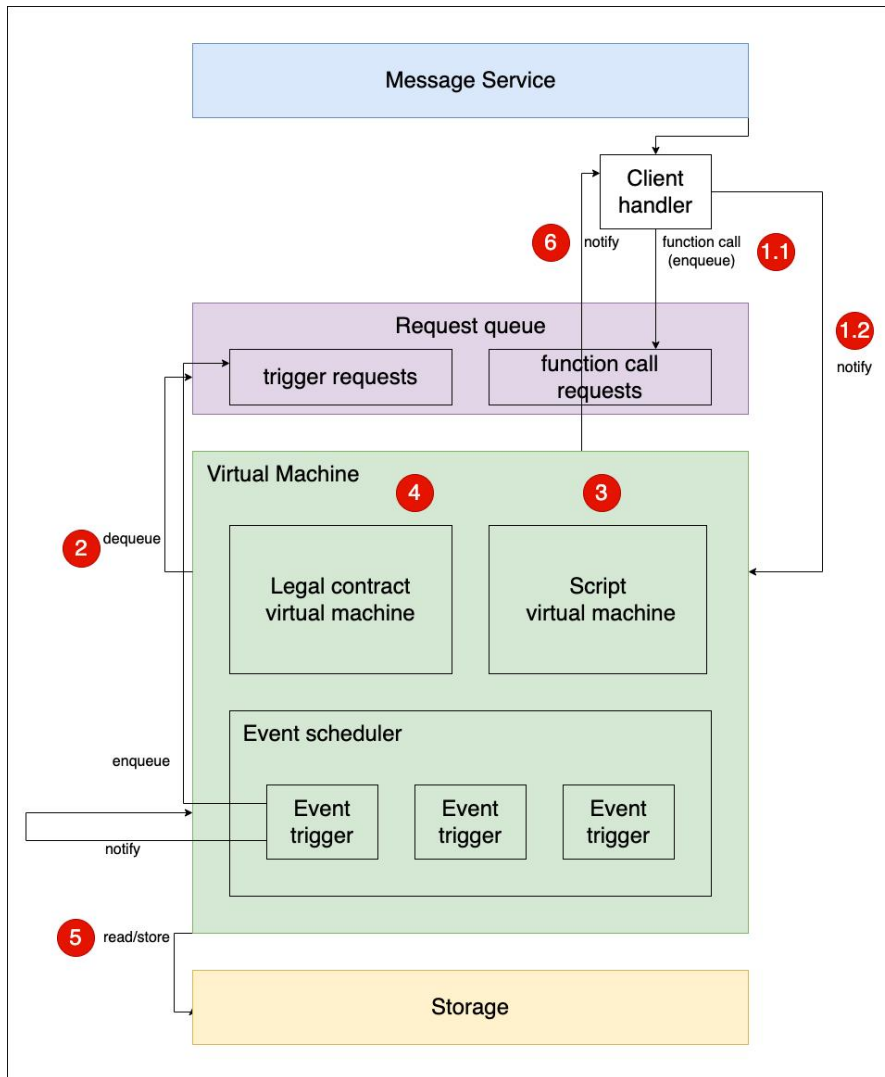 Message Service
Client
handler
6
notify
function call
(enqueue)
1.1
Request queue
1.2
notify
trigger requests
function call
requests
Virtual Machine
4
3
2
dequeue
Legal contract
virtual machine
Script
virtual machine
Event scheduler
enqueue
Event
trigger
Event
trigger
Event
trigger
notify
5
read/store
Storage